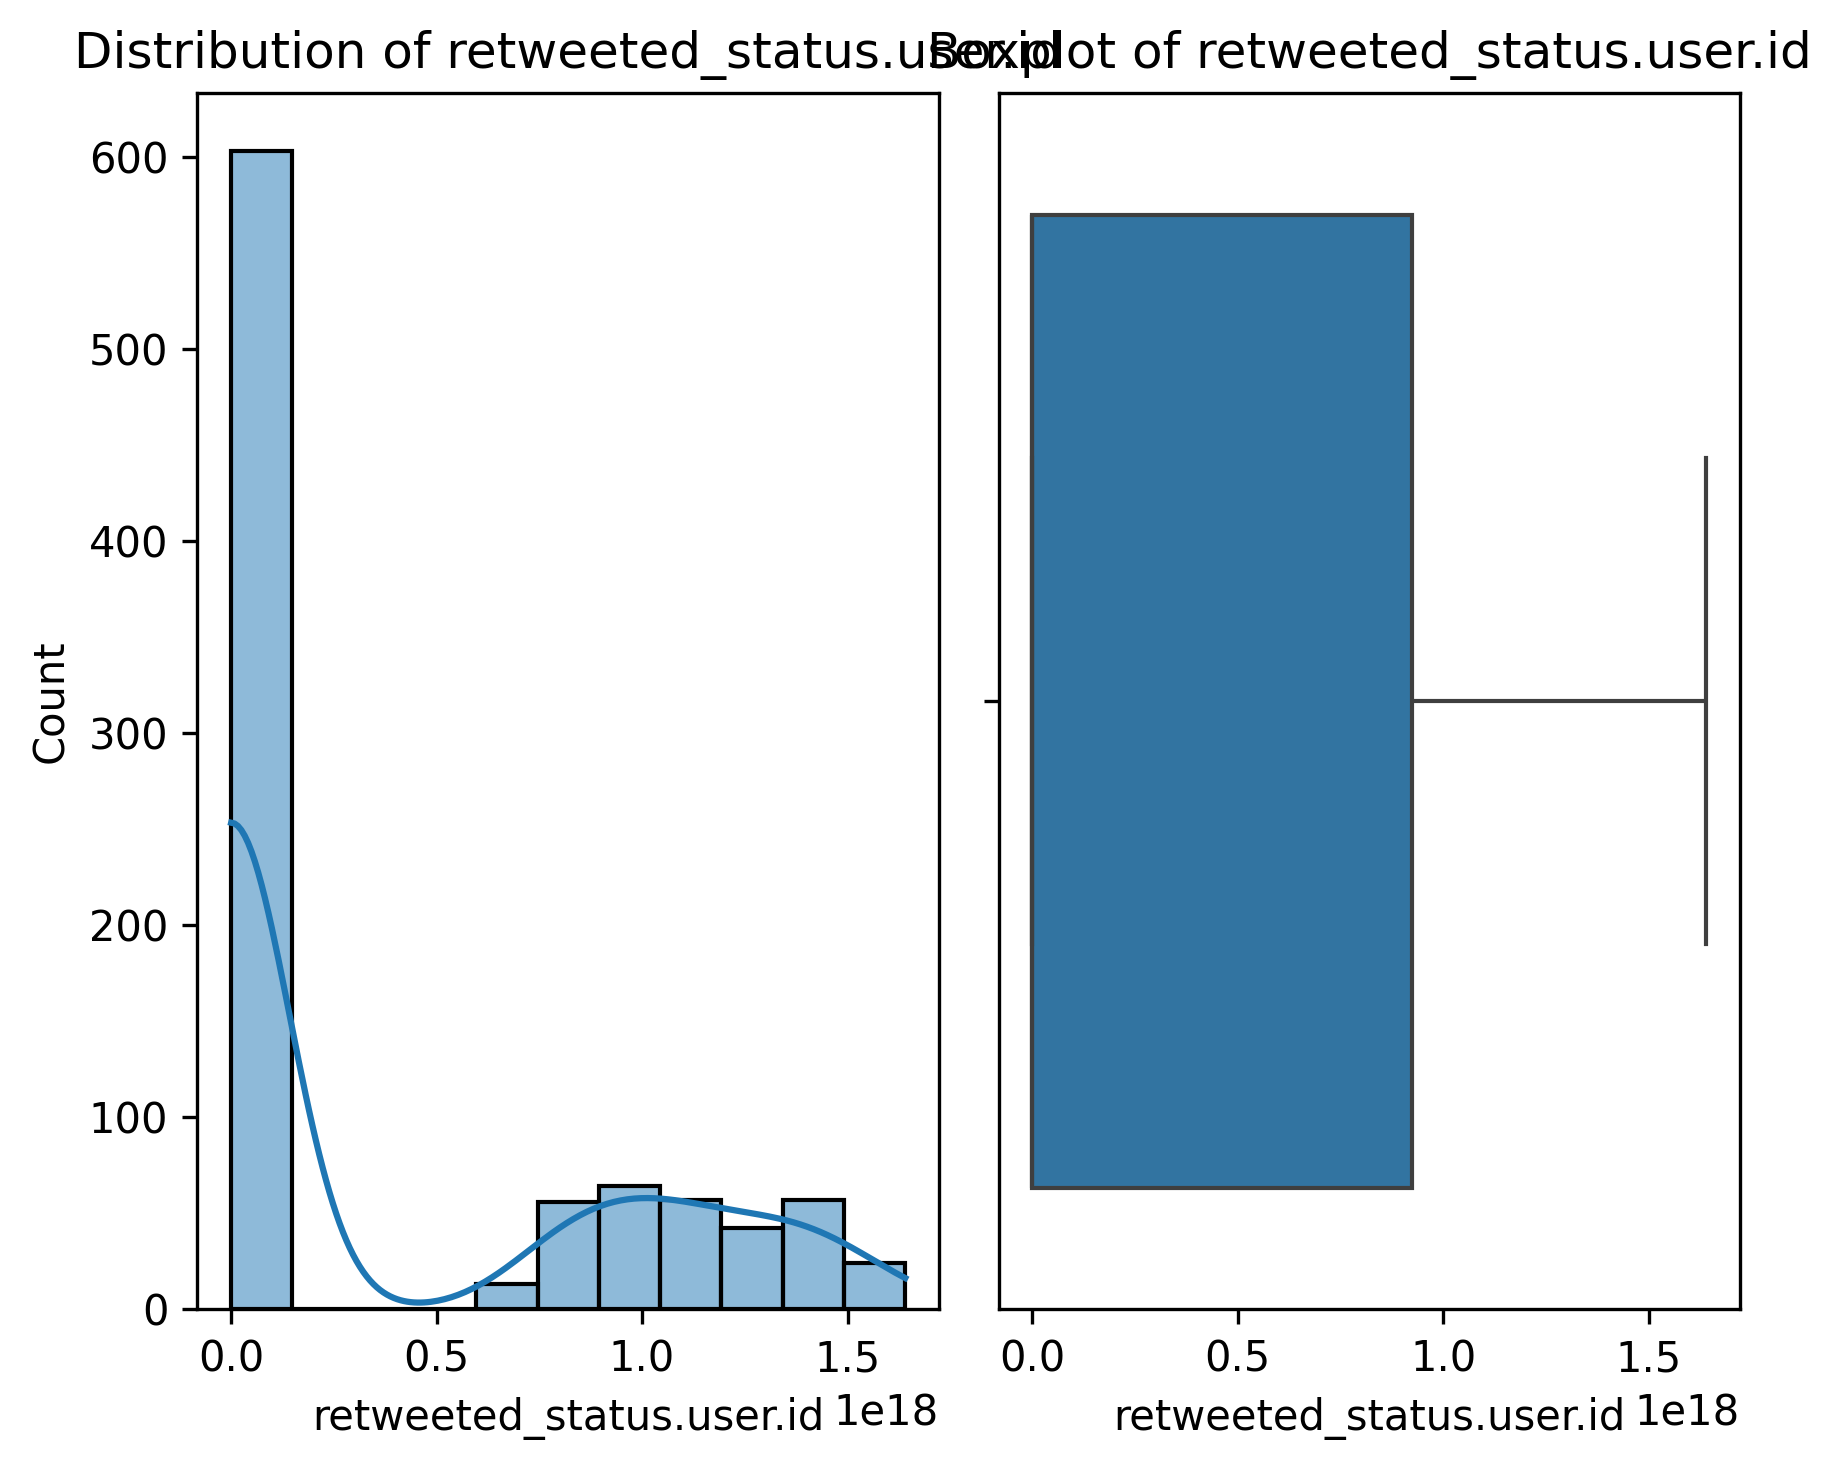 Distribution of retweeted_status.user.id
Boxplot of retweeted_status.user.id
600
500
400
300
200
100
0
Count
0.0 0.5 1.0 1.5
1e18
retweeted_status.user.id
0.0 0.5 1.0 1.5
1e18
retweeted_status.user.id